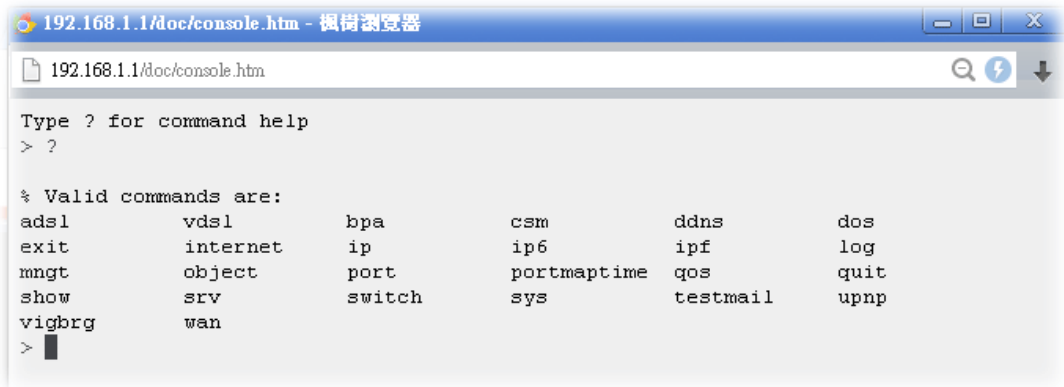 192.168.1.1/doc/console.htm - 楓樹瀏覽器
192.168.1.1/doc/console.htm
Type ? for command help
> ?
% Valid commands are:
adsl vdsl bpa csm ddns dos
exit internet ip ip6 ipf log
mngt object port portmaptime qos quit
show srv switch sys testmail upnp
vigbrg wan
>